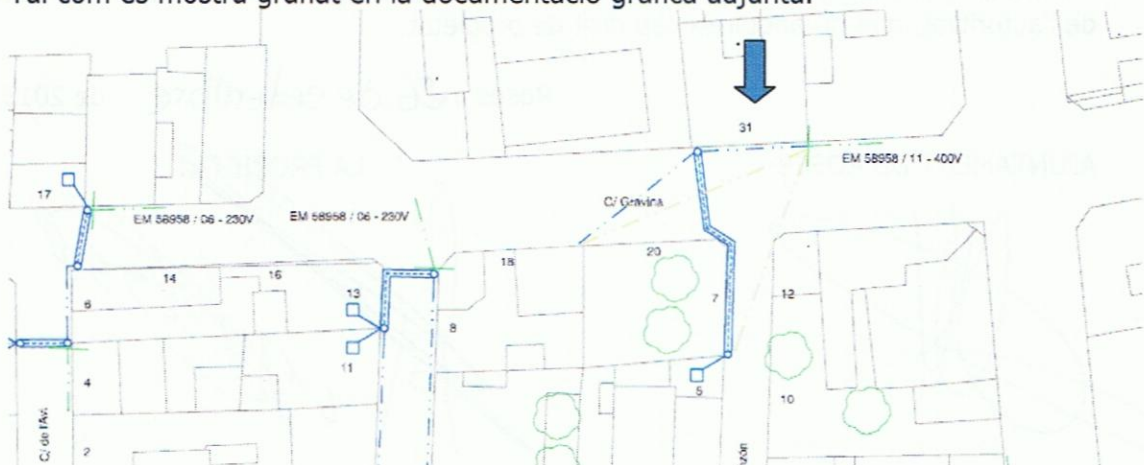 Tal com es mostra grafiat en la documentació gràfica adjunta.
31
EM 58958 / 11 - 400V
17
EM 58958 / 06 - 230V
EM 58958 / 06 - 230V
C/ Gravina
14
16
18
20
6
13
7
12
8
11
4
5
10
C/ de l'Avi
2